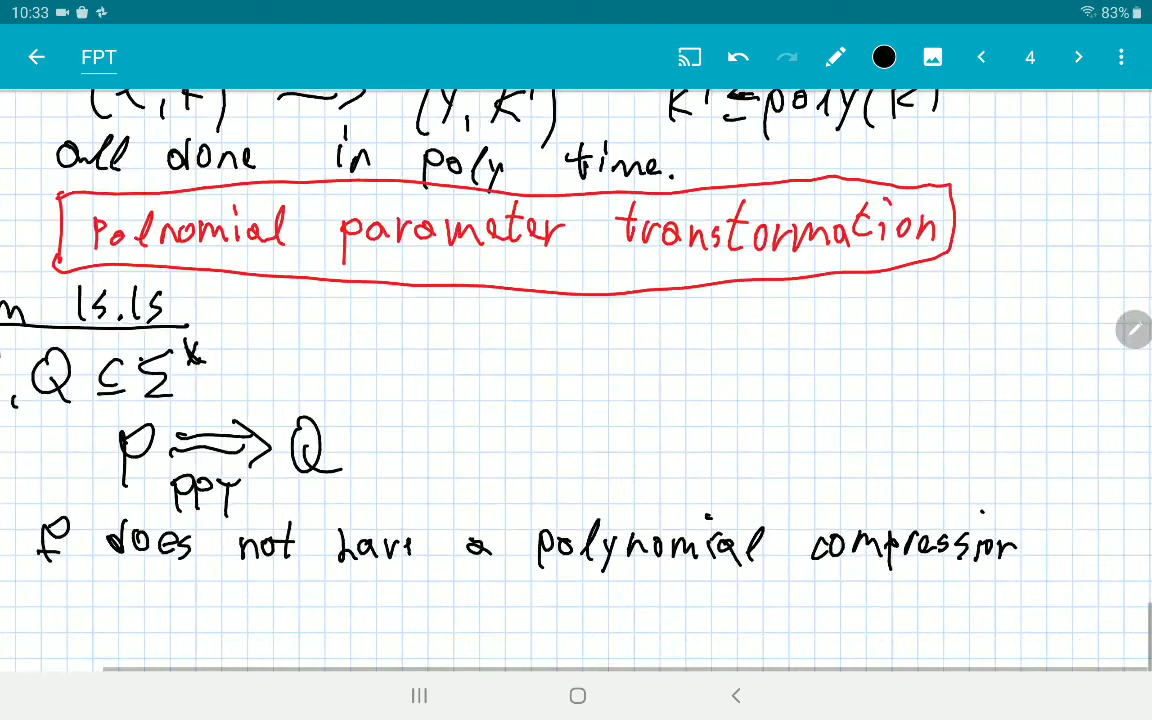 10:33 83%
FPT 4
(y, k') k' ≤ poly(k)
all done in poly time.
polnomial parameter transformation
15.15
, Q ⊆ Σ*
P ⟹ Q
PPT
P does not have a polynomial compression